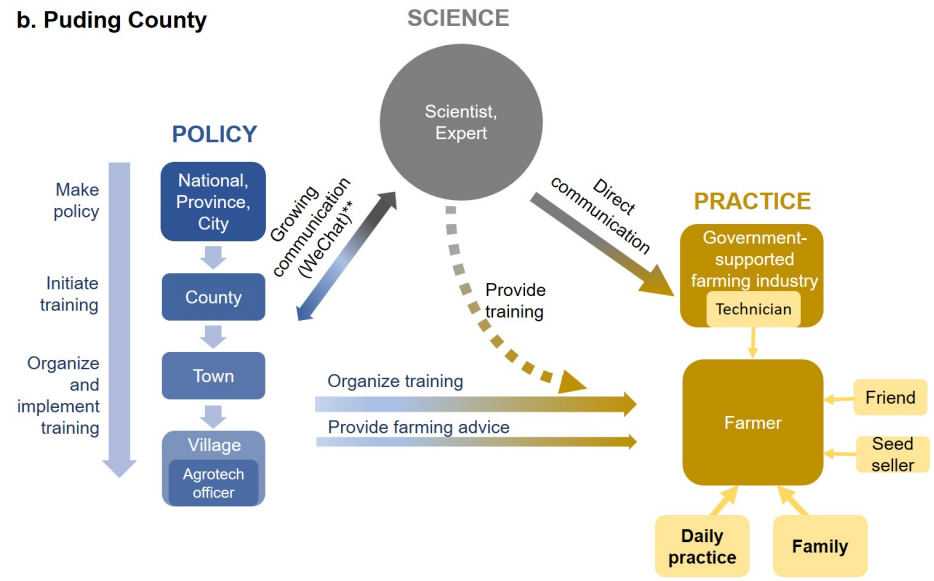 b. Puding County
SCIENCE
Scientist,
Expert
POLICY
Make
policy
Initiate
training
Organize
and
implement
training
National,
Province,
City
County
Town
Village
Agrotech
officer
Growing
communication
(WeChat)**
Direct
communication
Provide
training
Organize training
Provide farming advice
PRACTICE
Government-
supported
farming industry
Technician
Farmer
Friend
Seed
seller
Daily
practice
Family